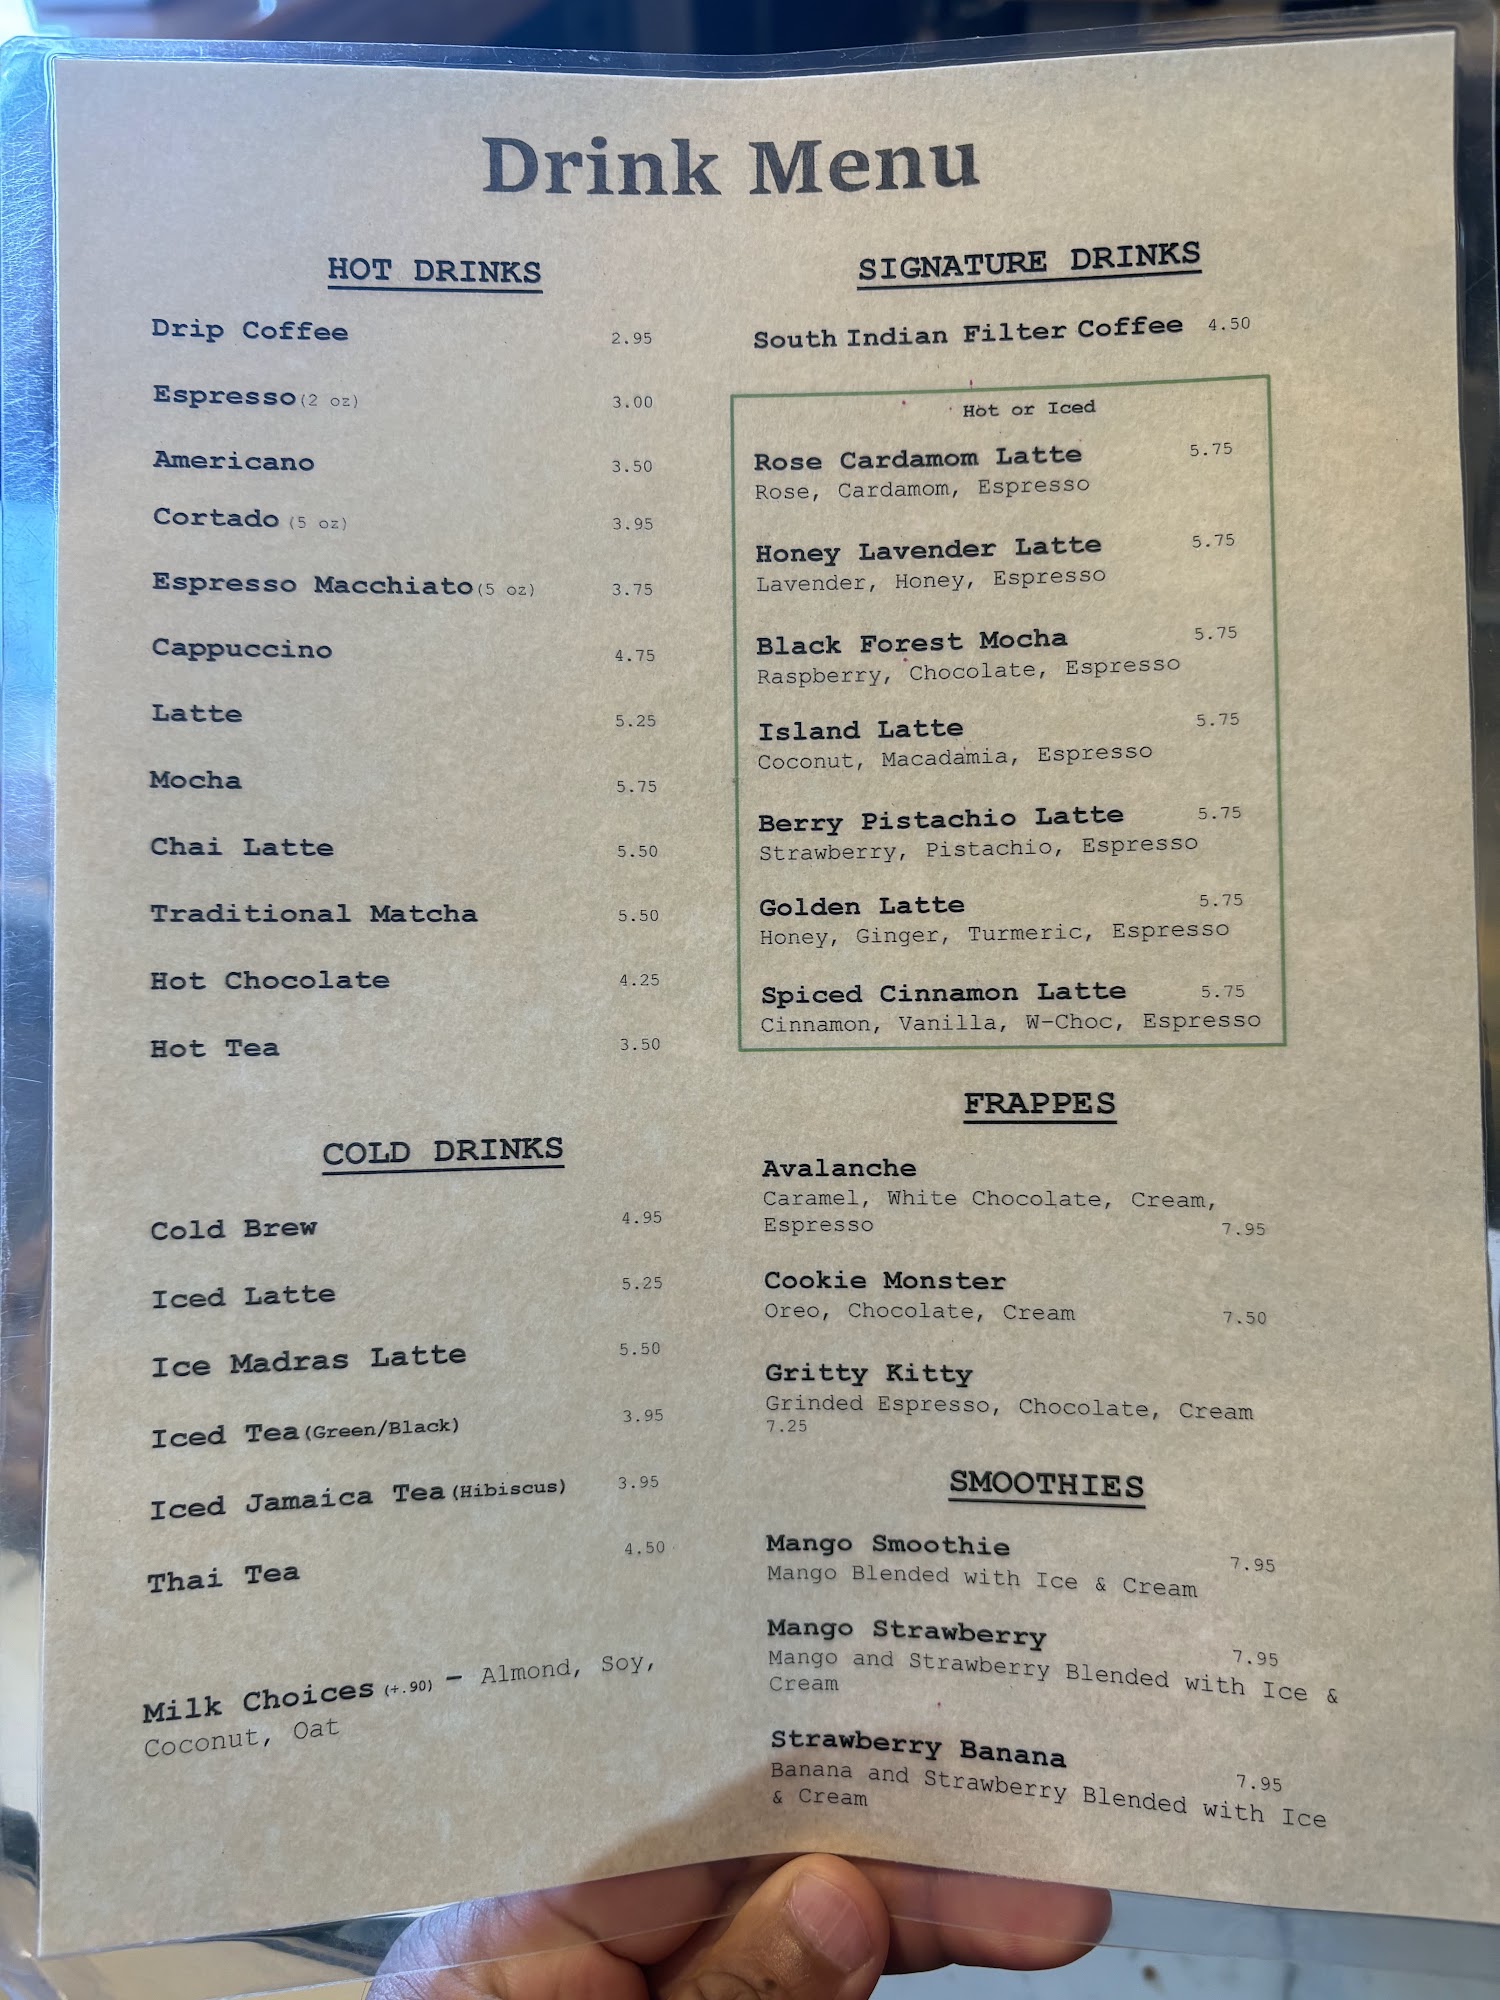 Drink Menu
HOT DRINKS
Drip Coffee 2.95
Espresso(2 oz) 3.00
Americano 3.50
Cortado (5 oz) 3.95
Espresso Macchiato(5 oz) 3.75
Cappuccino 4.75
Latte 5.25
Mocha 5.75
Chai Latte 5.50
Traditional Matcha 5.50
Hot Chocolate 4.25
Hot Tea 3.50
COLD DRINKS
Cold Brew 4.95
Iced Latte 5.25
Ice Madras Latte 5.50
Iced Tea(Green/Black) 3.95
Iced Jamaica Tea(Hibiscus) 3.95
Thai Tea 4.50
Milk Choices (+.90) – Almond, Soy,
Coconut, Oat
SIGNATURE DRINKS
South Indian Filter Coffee 4.50
Hot or Iced
Rose Cardamom Latte 5.75
Rose, Cardamom, Espresso
Honey Lavender Latte 5.75
Lavender, Honey, Espresso
Black Forest Mocha 5.75
Raspberry, Chocolate, Espresso
Island Latte 5.75
Coconut, Macadamia, Espresso
Berry Pistachio Latte 5.75
Strawberry, Pistachio, Espresso
Golden Latte 5.75
Honey, Ginger, Turmeric, Espresso
Spiced Cinnamon Latte 5.75
Cinnamon, Vanilla, W-Choc, Espresso
FRAPPES
Avalanche
Caramel, White Chocolate, Cream,
Espresso 7.95
Cookie Monster
Oreo, Chocolate, Cream 7.50
Gritty Kitty
Grinded Espresso, Chocolate, Cream
7.25
SMOOTHIES
Mango Smoothie 7.95
Mango Blended with Ice & Cream
Mango Strawberry 7.95
Mango and Strawberry Blended with Ice &
Cream
Strawberry Banana 7.95
Banana and Strawberry Blended with Ice
& Cream